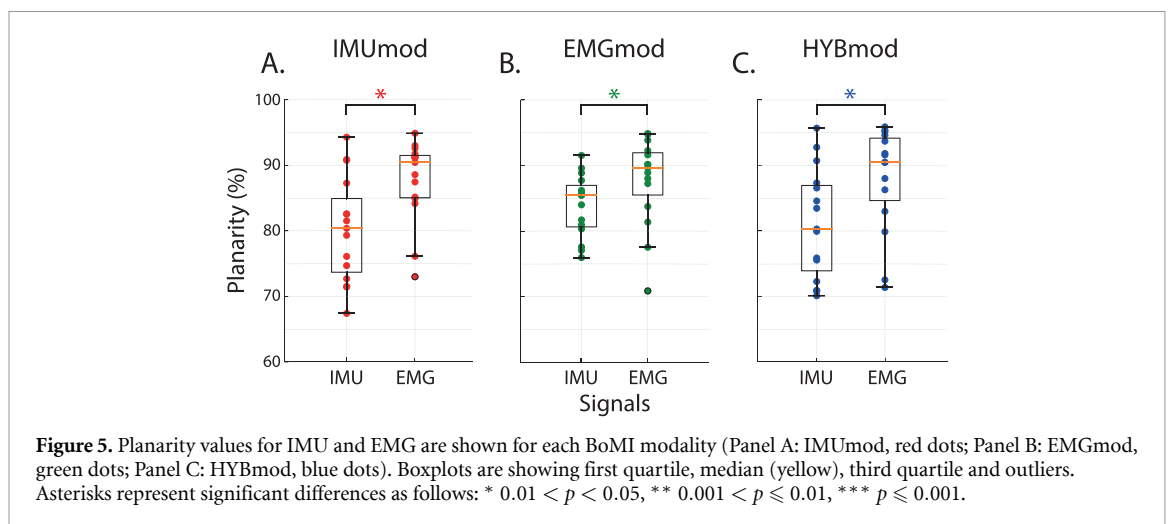 IMUmod EMGmod HYBmod
A. B. C.
* * *
100
90
80
70
60
Planarity (%)
IMU EMG IMU EMG IMU EMG
Signals
Figure 5. Planarity values for IMU and EMG are shown for each BoMI modality (Panel A: IMUmod, red dots; Panel B: EMGmod,
green dots; Panel C: HYBmod, blue dots). Boxplots are showing first quartile, median (yellow), third quartile and outliers.
Asterisks represent significant differences as follows: * 0.01 < p < 0.05, ** 0.001 < p ⩽ 0.01, *** p ⩽ 0.001.